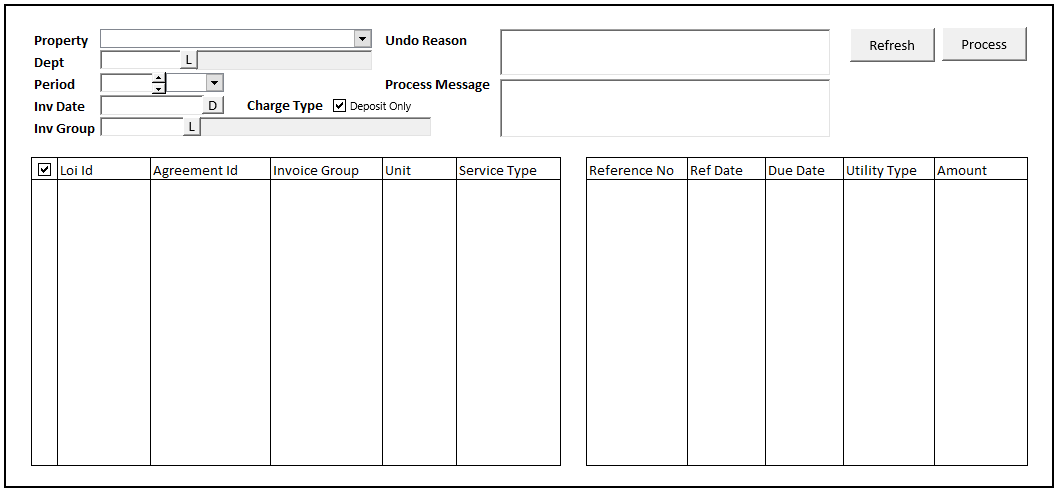 Property
Undo Reason
Refresh
Process
Dept
L
Period
Process Message
Inv Date
D
Charge Type
Deposit Only
Inv Group
L
Loi Id
Agreement Id
Invoice Group
Unit
Service Type
Reference No
Ref Date
Due Date
Utility Type
Amount